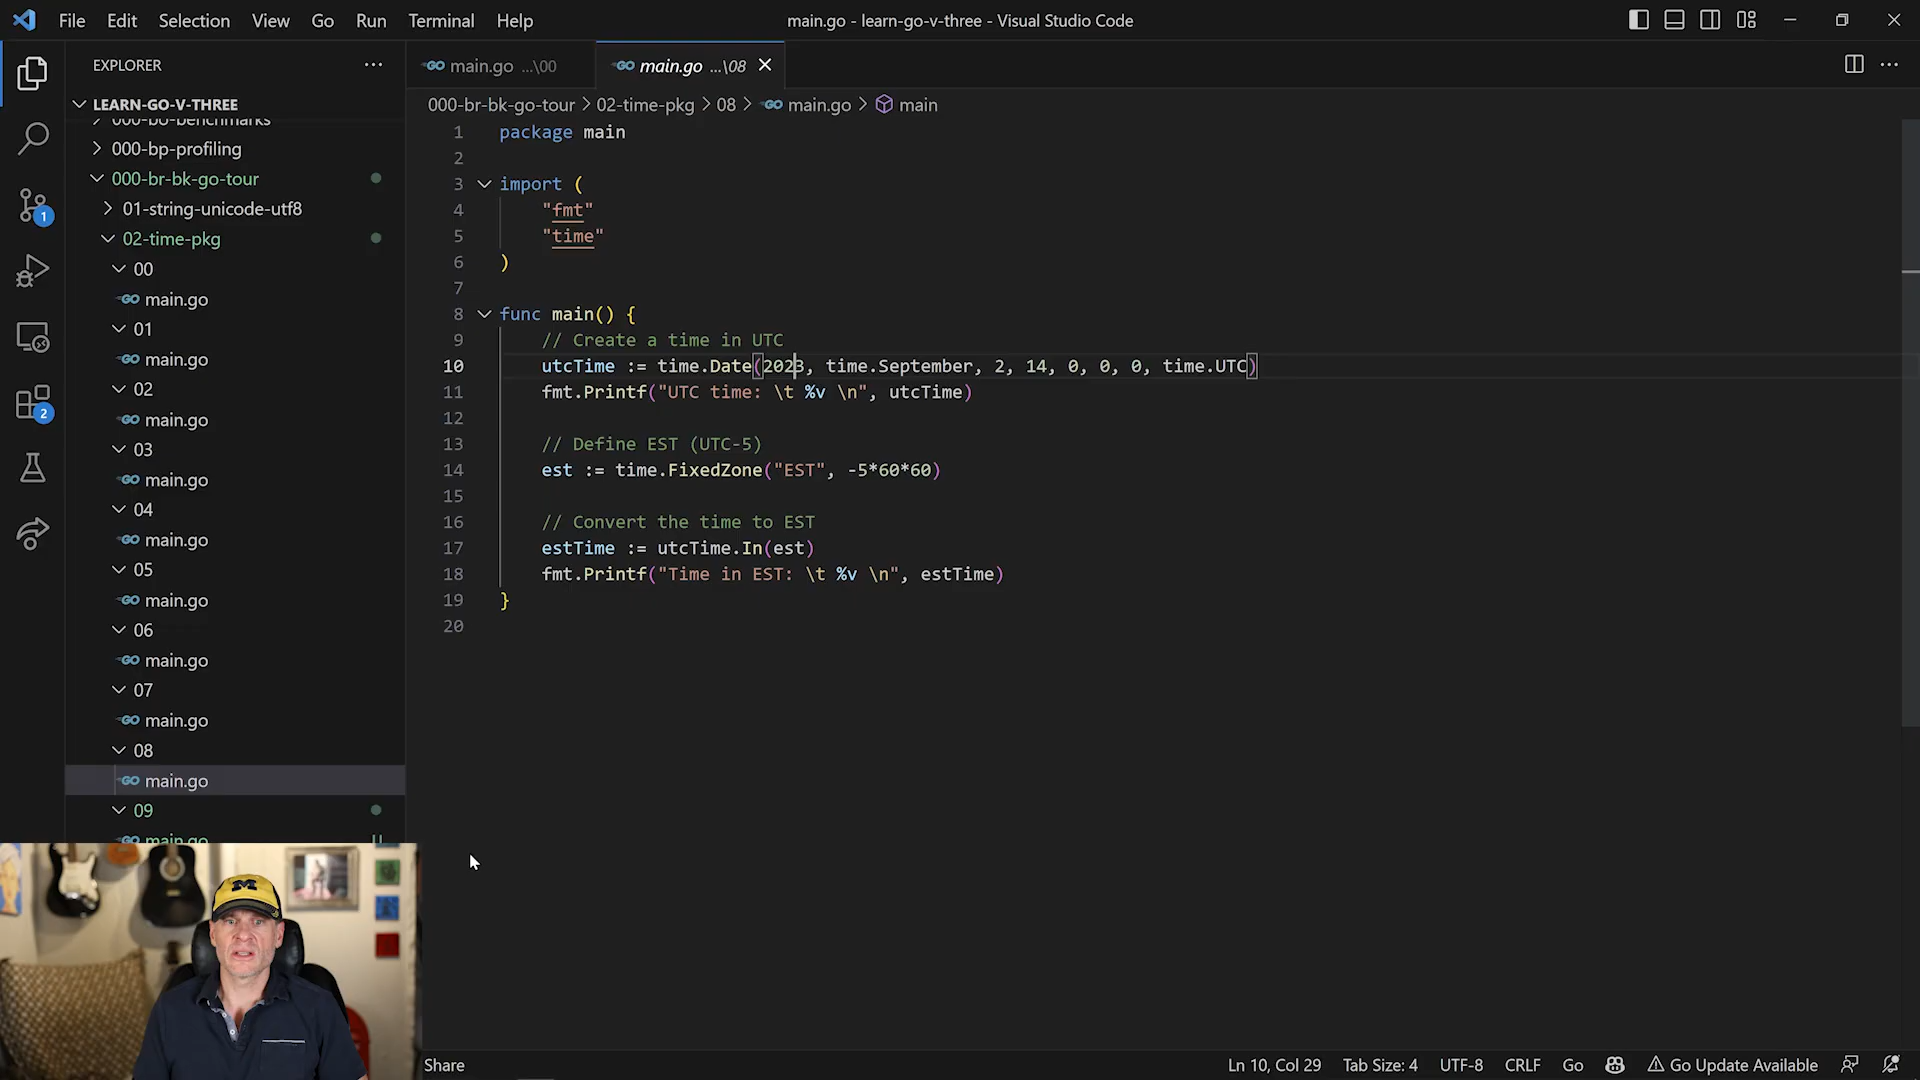 File Edit Selection View Go Run Terminal Help
main.go - learn-go-v-three - Visual Studio Code
EXPLORER
LEARN-GO-V-THREE
000-bo-benchmarks
000-bp-profiling
000-br-bk-go-tour
01-string-unicode-utf8
02-time-pkg
00
main.go
01
main.go
02
main.go
03
main.go
04
main.go
05
main.go
06
main.go
07
main.go
08
main.go
09
main.go U
1
2
main.go ...\00
main.go ...\08
000-br-bk-go-tour > 02-time-pkg > 08 > main.go > main
1 package main
2
3 import (
4 "fmt"
5 "time"
6 )
7
8 func main() {
9 // Create a time in UTC
10 utcTime := time.Date(2023, time.September, 2, 14, 0, 0, 0, time.UTC)
11 fmt.Printf("UTC time: \t %v \n", utcTime)
12
13 // Define EST (UTC-5)
14 est := time.FixedZone("EST", -5*60*60)
15
16 // Convert the time to EST
17 estTime := utcTime.In(est)
18 fmt.Printf("Time in EST: \t %v \n", estTime)
19 }
20
M
Share
Ln 10, Col 29 Tab Size: 4 UTF-8 CRLF Go Go Update Available